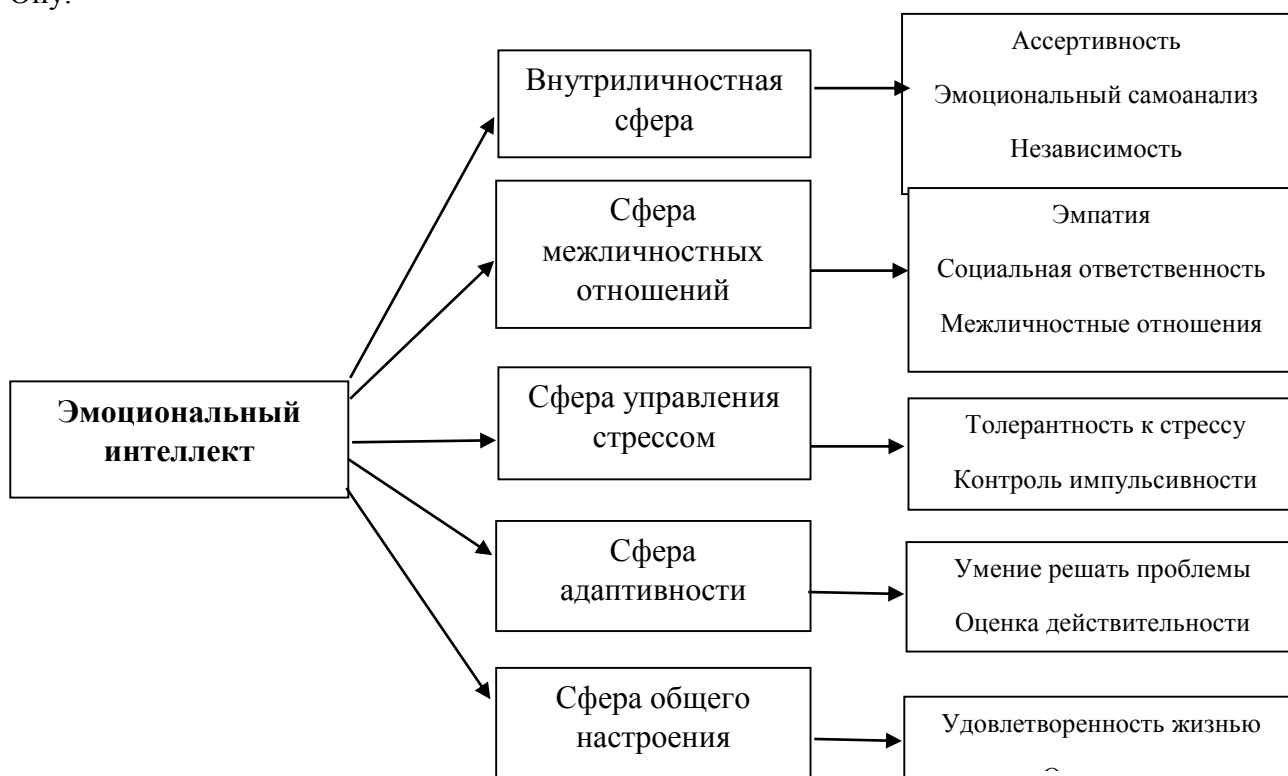 Эмоциональный
интеллект
Внутриличностная
сфера
Ассертивность
Эмоциональный самоанализ
Независимость
Сфера
межличностных
отношений
Эмпатия
Социальная ответственность
Межличностные отношения
Сфера управления
стрессом
Толерантность к стрессу
Контроль импульсивности
Сфера
адаптивности
Умение решать проблемы
Оценка действительности
Сфера общего
настроения
Удовлетворенность жизнью